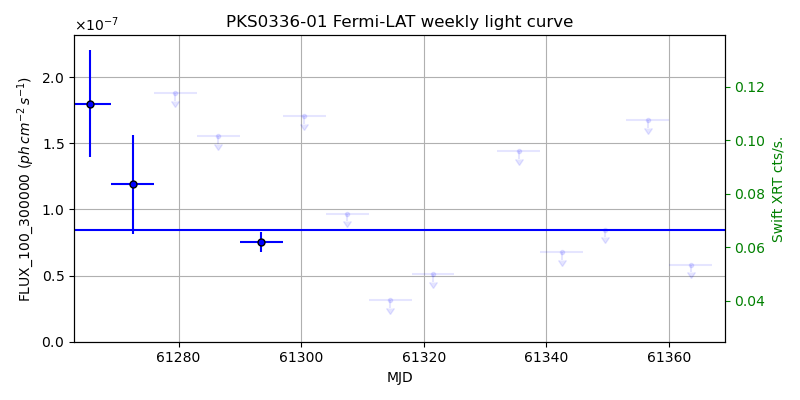 PKS0336-01 Fermi-LAT weekly light curve
×10⁻⁷
2.0
1.5
1.0
0.5
0.0
FLUX_100_300000 (ph cm⁻² s⁻¹)
0.12
0.10
0.08
0.06
0.04
Swift XRT cts/s.
61280 61300 61320 61340 61360
MJD